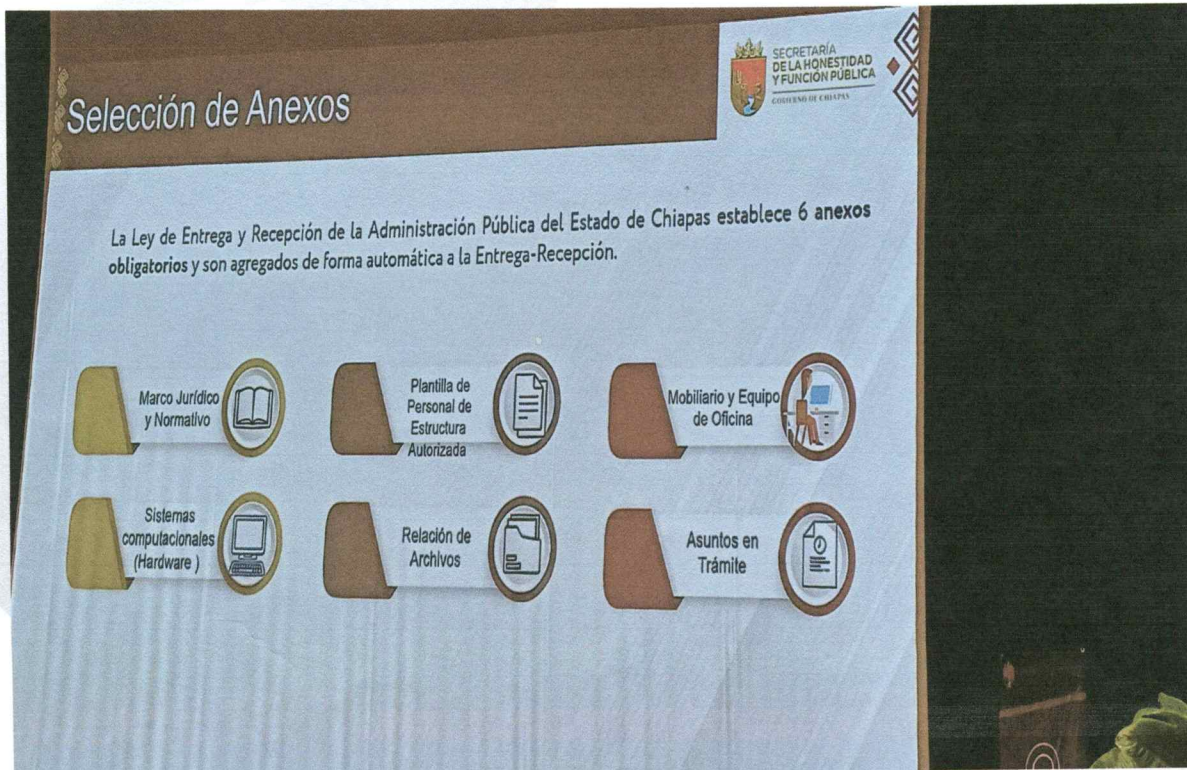 Selección de Anexos
SECRETARÍA
DE LA HONESTIDAD
Y FUNCIÓN PÚBLICA
GOBIERNO DE CHIAPAS
La Ley de Entrega y Recepción de la Administración Pública del Estado de Chiapas establece 6 anexos
obligatorios y son agregados de forma automática a la Entrega-Recepción.
Marco Jurídico
y Normativo
Plantilla de
Personal de
Estructura
Autorizada
Mobiliario y Equipo
de Oficina
Sistemas
computacionales
(Hardware )
Relación de
Archivos
Asuntos en
Trámite